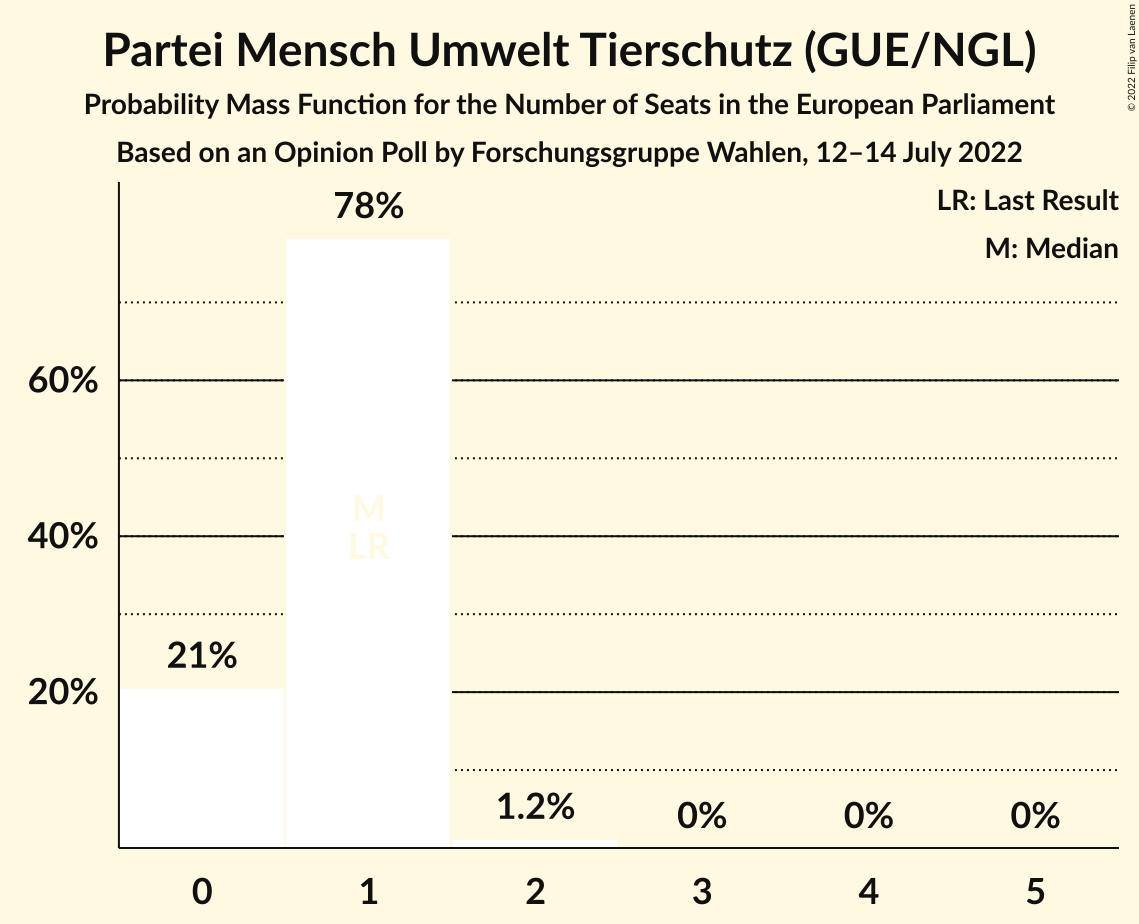 Partei Mensch Umwelt Tierschutz (GUE/NGL)
Probability Mass Function for the Number of Seats in the European Parliament
Based on an Opinion Poll by Forschungsgruppe Wahlen, 12–14 July 2022
© 2022 Filip van Laenen
LR: Last Result
M: Median
78%
60%
M
40%
LR
21%
20%
1.2%
0%
0%
0%
0
1
2
3
4
5